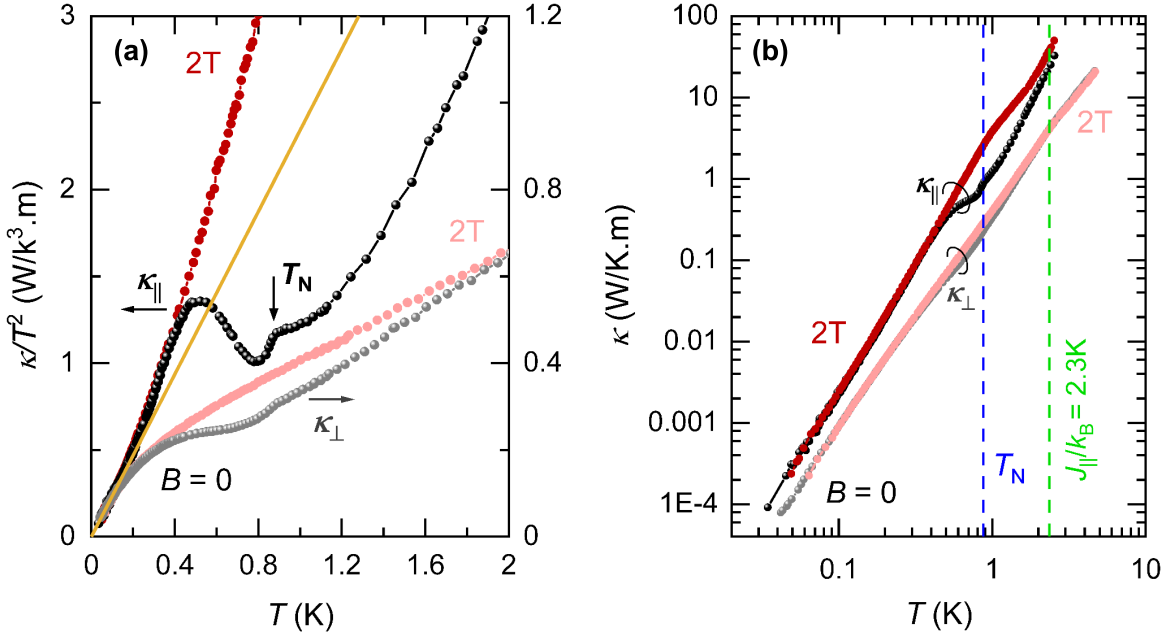 (a)
2T
3
2
1
0
κ/T² (W/k³.m)
κ∥
T_N
2T
κ⊥
B = 0
1.2
0.8
0.4
0.0
0 0.4 0.8 1.2 1.6 2
T (K)
(b)
100
10
1
0.1
0.01
0.001
1E-4
κ (W/K.m)
2T
κ∥
κ⊥
2T
B = 0
T_N
J∥/k_B = 2.3K
0.1 1 10
T (K)